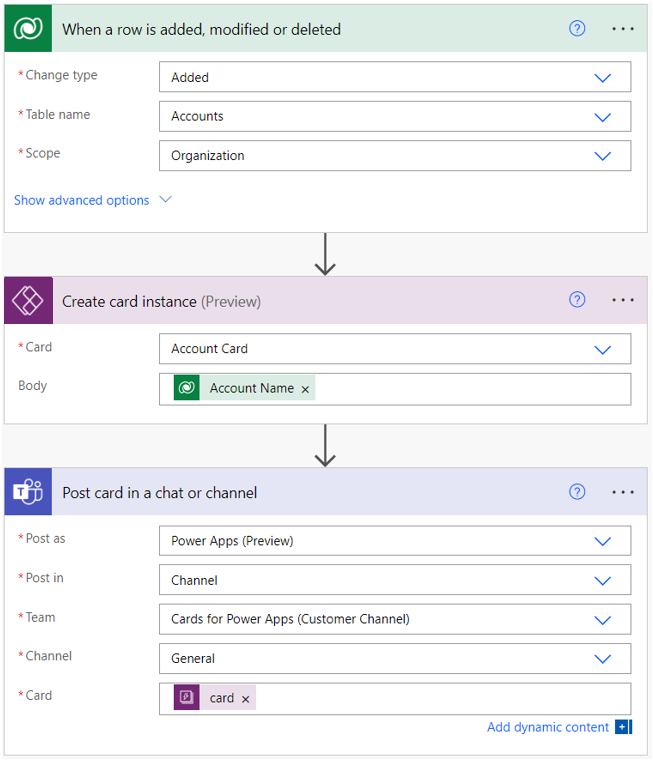 When a row is added, modified or deleted
? ...
* Change type
Added
* Table name
Accounts
* Scope
Organization
Show advanced options
Create card instance (Preview)
? ...
* Card
Account Card
Body
Account Name ×
T
Post card in a chat or channel
? ...
* Post as
Power Apps (Preview)
* Post in
Channel
* Team
Cards for Power Apps (Customer Channel)
* Channel
General
* Card
card ×
Add dynamic content +